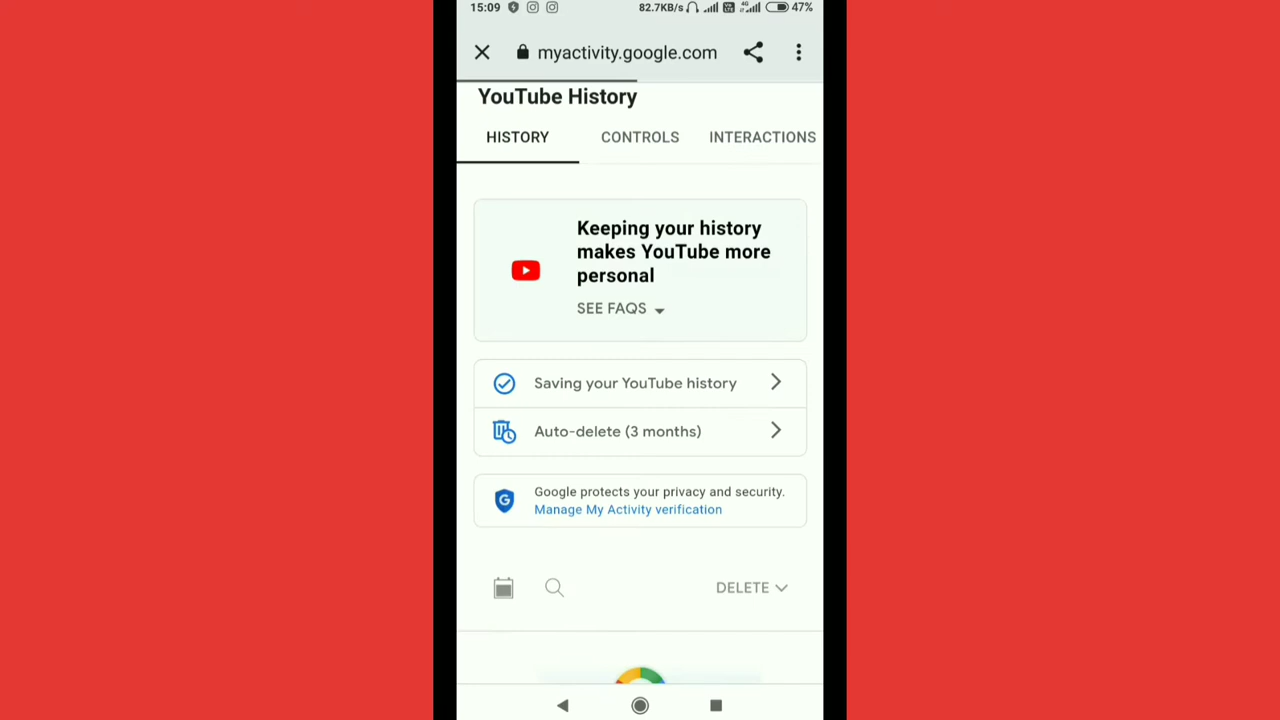 15:09 82.7KB/s 4G 47%
myactivity.google.com
YouTube History
HISTORY CONTROLS INTERACTIONS
Keeping your history
makes YouTube more
personal
SEE FAQS
Saving your YouTube history
Auto-delete (3 months)
Google protects your privacy and security.
Manage My Activity verification
DELETE